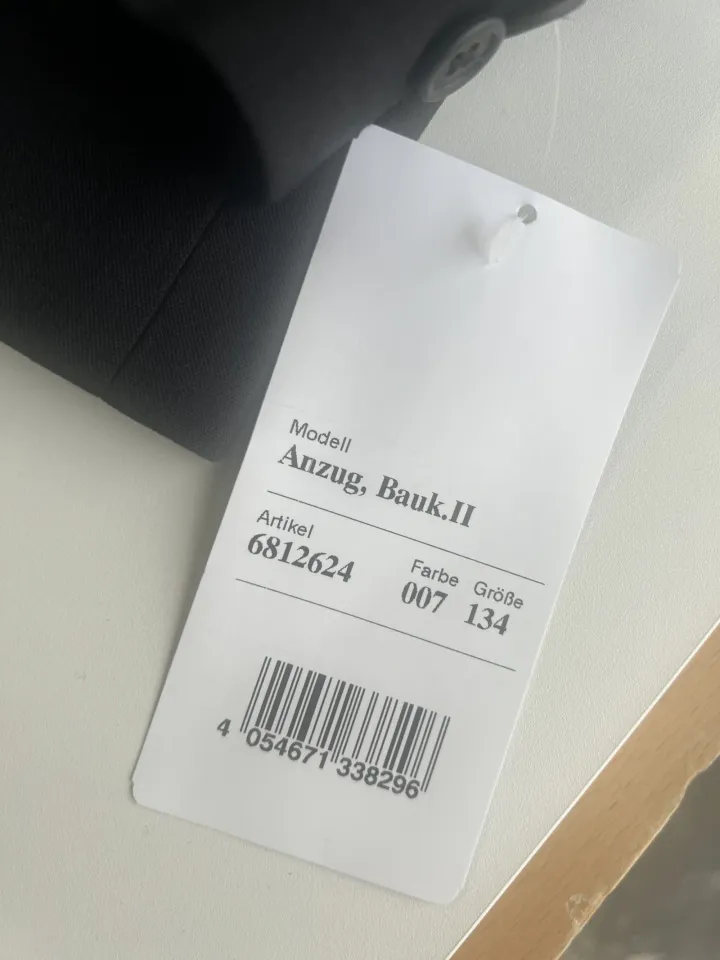 Modell
Anzug, Bauk.II
Artikel Farbe Größe
6812624 007 134
4 054671 338296